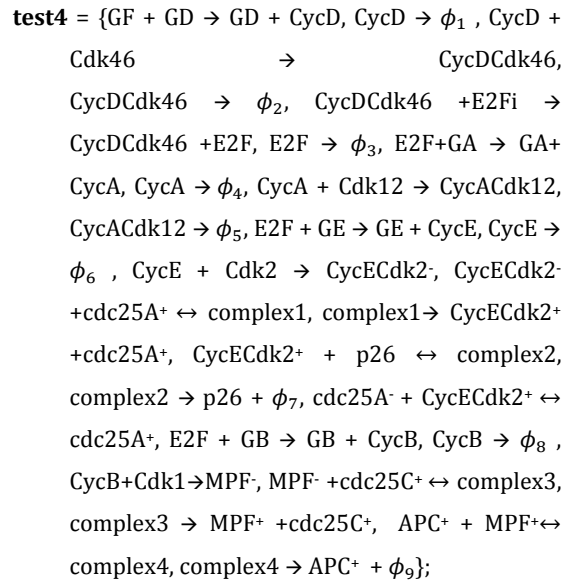 test4 = {GF + GD → GD + CycD, CycD → ϕ₁ , CycD +
Cdk46 → CycDCdk46,
CycDCdk46 → ϕ₂, CycDCdk46 +E2Fi →
CycDCdk46 +E2F, E2F → ϕ₃, E2F+GA → GA+
CycA, CycA → ϕ₄, CycA + Cdk12 → CycACdk12,
CycACdk12 → ϕ₅, E2F + GE → GE + CycE, CycE →
ϕ₆ , CycE + Cdk2 → CycECdk2⁻, CycECdk2⁻
+cdc25A⁺ ↔ complex1, complex1→ CycECdk2⁺
+cdc25A⁺, CycECdk2⁺ + p26 ↔ complex2,
complex2 → p26 + ϕ₇, cdc25A⁻ + CycECdk2⁺ ↔
cdc25A⁺, E2F + GB → GB + CycB, CycB → ϕ₈ ,
CycB+Cdk1→MPF⁻, MPF⁻ +cdc25C⁺ ↔ complex3,
complex3 → MPF⁺ +cdc25C⁺, APC⁺ + MPF⁺↔
complex4, complex4 → APC⁺ + ϕ₉};